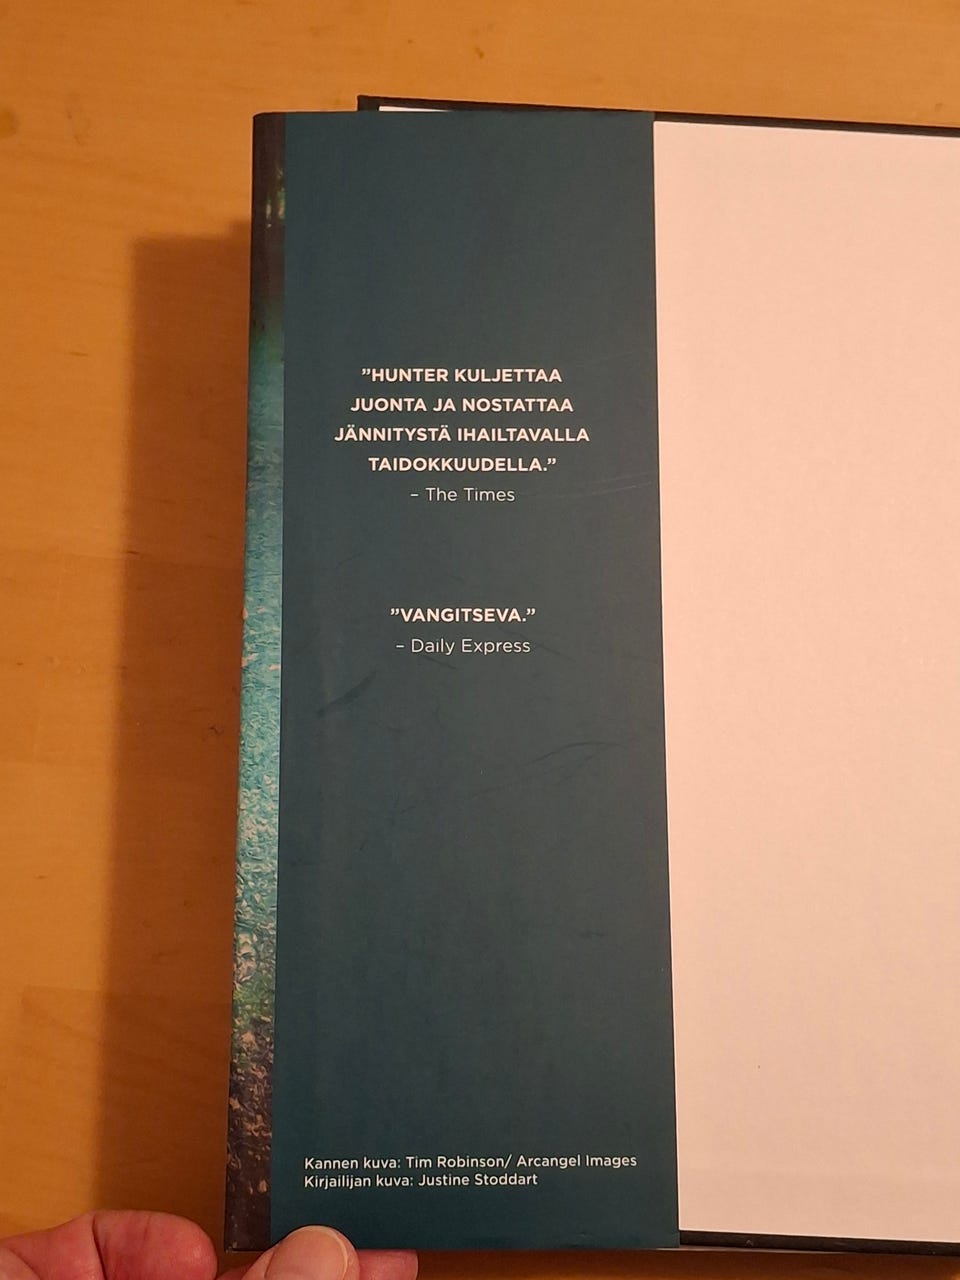 ”HUNTER KULJETTAA
JUONTA JA NOSTATTAA
JÄNNITYSTÄ IHAILTAVALLA
TAIDOKKUUDELLA.”
– The Times
”VANGITSEVA.”
– Daily Express
Kannen kuva: Tim Robinson/ Arcangel Images
Kirjailijan kuva: Justine Stoddart